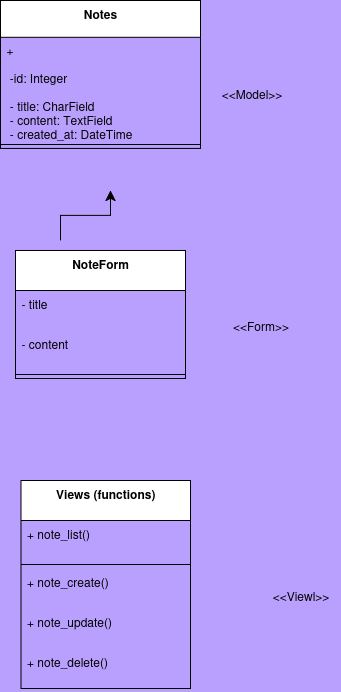 Notes
+
-id: Integer
- title: CharField
- content: TextField
- created_at: DateTime
<<Model>>
NoteForm
- title
- content
<<Form>>
Views (functions)
+ note_list()
+ note_create()
+ note_update()
+ note_delete()
<<Viewl>>